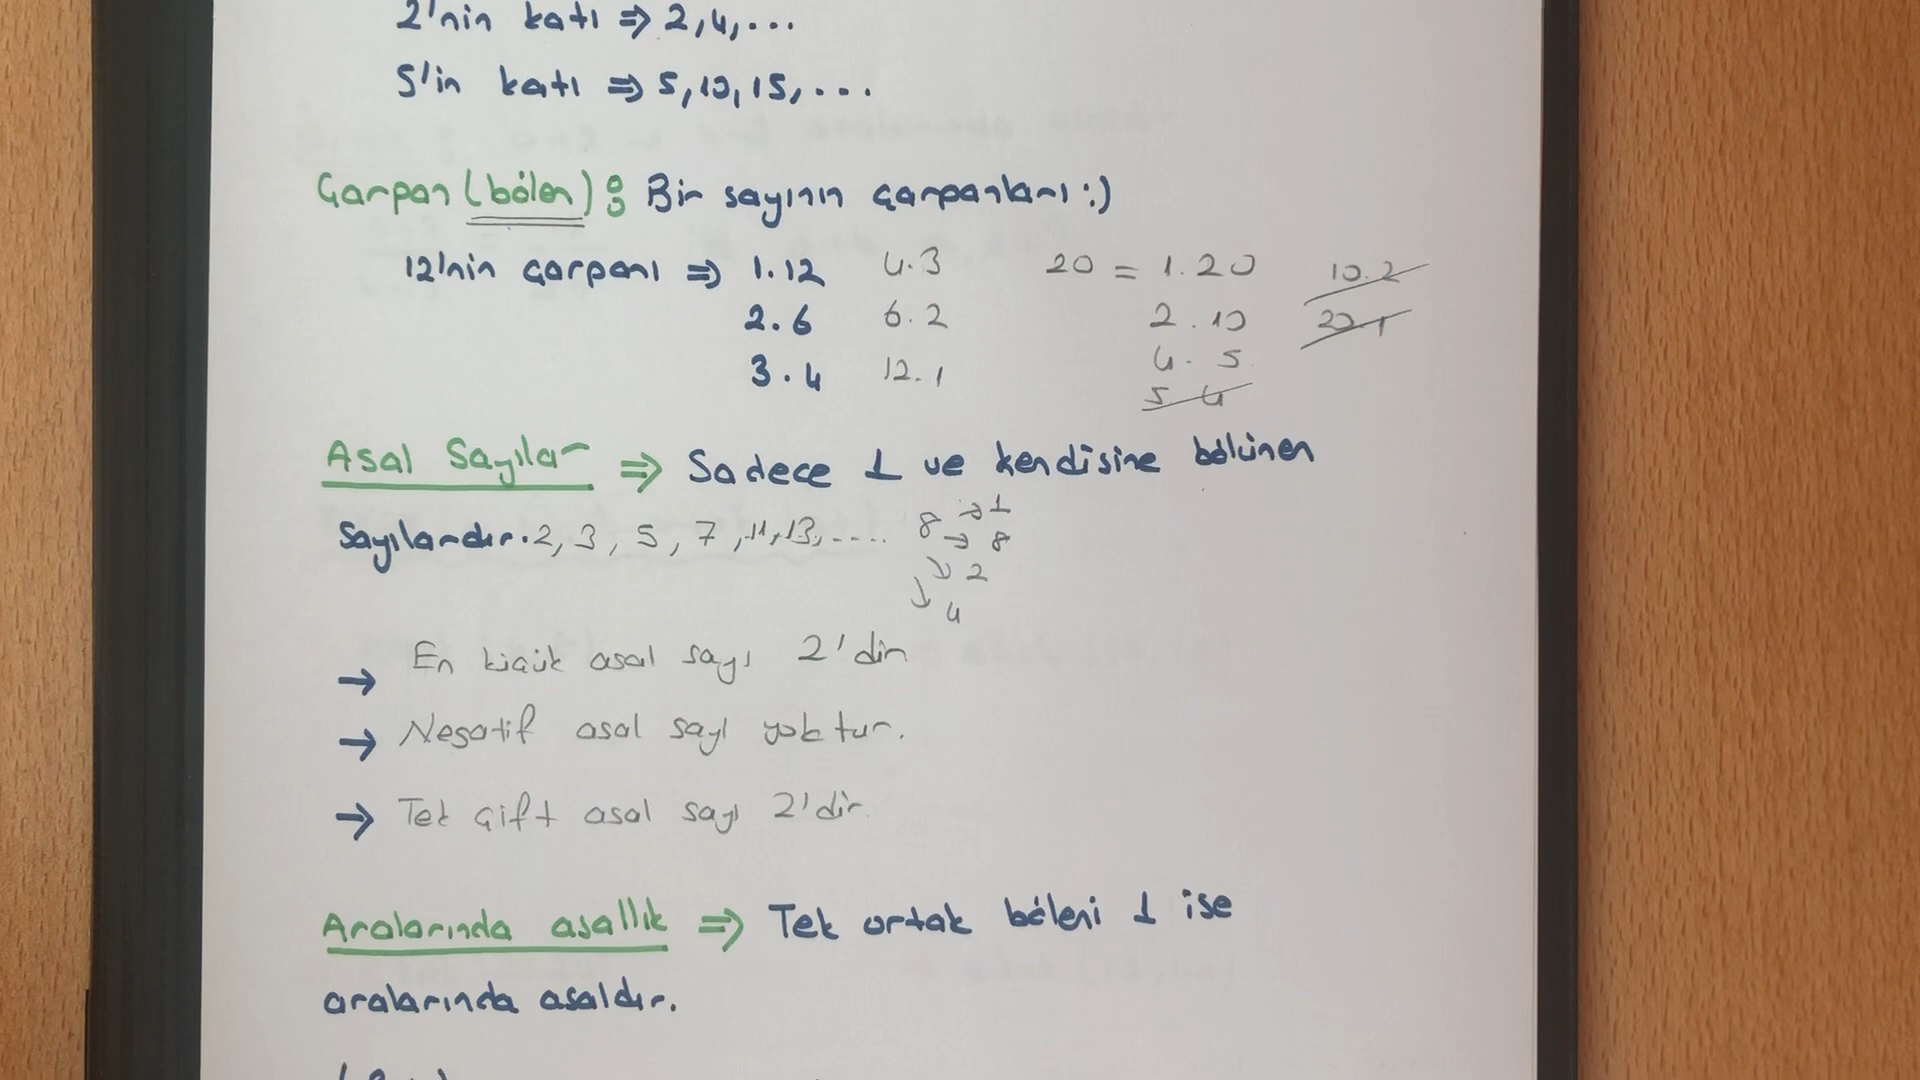 2'nin katı ⇒ 2,4,...
5'in katı ⇒ 5,10,15,...
Çarpan (bölen) : Bir sayının çarpanları :)
12'nin çarpanı ⇒ 1.12 4.3 20 = 1.20 10.2
2.6 6.2 2.10 20.1
3.4 12.1 4.5
5.4
Asal Sayılar ⇒ Sadece 1 ve kendisine bölünen
sayılardır. 2, 3, 5, 7, 11, 13, .... 8 → 1
→ 8
↘ 2
↓ 4
→ En küçük asal sayı 2'dir
→ Negatif asal sayı yoktur.
→ Tek çift asal sayı 2'dir.
Aralarında asallık ⇒ Tek ortak böleni 1 ise
aralarında asaldır.